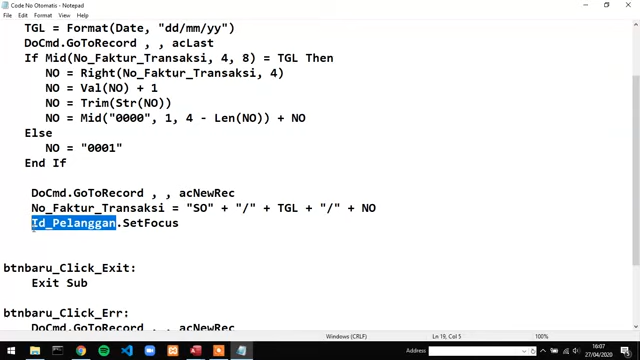 Code No Otomatis - Notepad
File Edit Format View Help
TGL = Format(Date, "dd/mm/yy")
DoCmd.GoToRecord , , acLast
If Mid(No_Faktur_Transaksi, 4, 8) = TGL Then
NO = Right(No_Faktur_Transaksi, 4)
NO = Val(NO) + 1
NO = Trim(Str(NO))
NO = Mid("0000", 1, 4 - Len(NO)) + NO
Else
NO = "0001"
End If
DoCmd.GoToRecord , , acNewRec
No_Faktur_Transaksi = "SO" + "/" + TGL + "/" + NO
Id_Pelanggan.SetFocus
btnbaru_Click_Exit:
Exit Sub
btnbaru_Click_Err:
DoCmd.GoToRecord , , acNewRec
Windows (CRLF) Ln 19, Col 5 100%
Address
16:07
27/04/2020